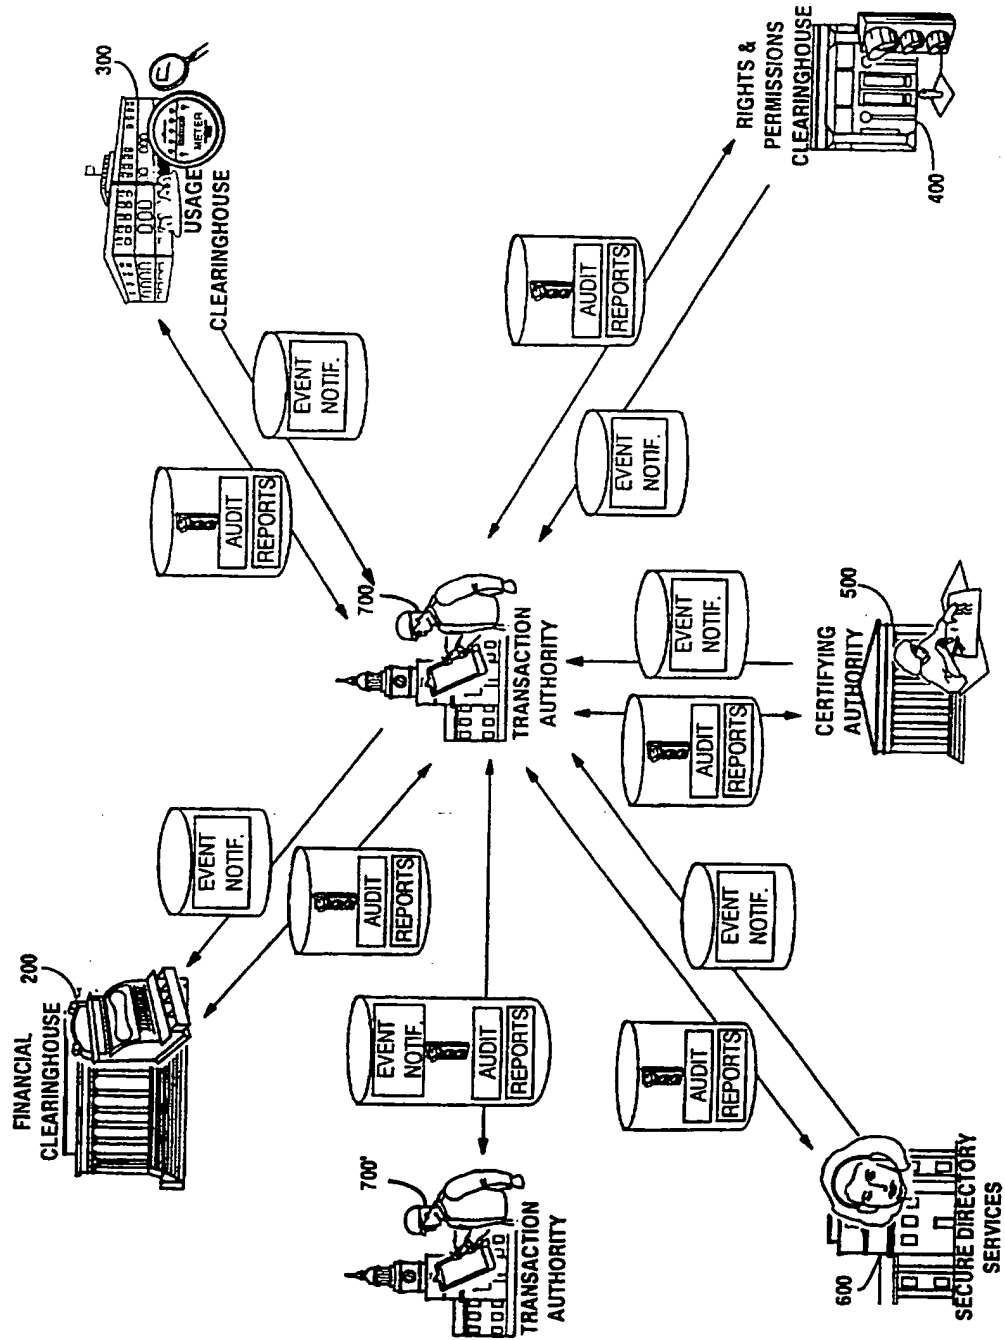 FINANCIAL
CLEARINGHOUSE
200
EVENT
NOTIF.
AUDIT
REPORTS
300
METER
USAGE
CLEARINGHOUSE
AUDIT
REPORTS
EVENT
NOTIF.
700'
TRANSACTION
AUTHORITY
EVENT
NOTIF.
AUDIT
REPORTS
700
TRANSACTION
AUTHORITY
AUDIT
REPORTS
EVENT
NOTIF.
RIGHTS &
PERMISSIONS
CLEARINGHOUSE
400
AUDIT
REPORTS
EVENT
NOTIF.
600
SECURE DIRECTORY
SERVICES
AUDIT
REPORTS
EVENT
NOTIF.
CERTIFYING
AUTHORITY
500